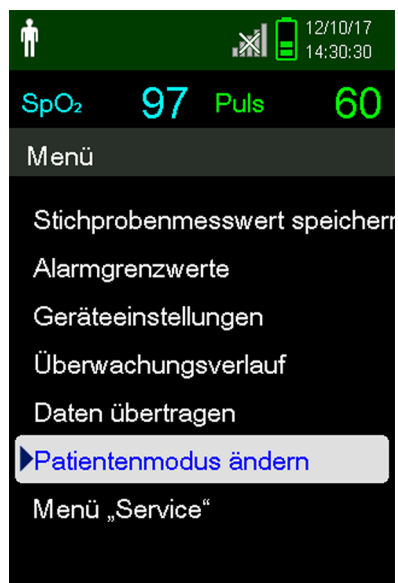 12/10/17
14:30:30
SpO₂ 97 Puls 60
Menü
Stichprobenmesswert speichern
Alarmgrenzwerte
Geräteeinstellungen
Überwachungsverlauf
Daten übertragen
Patientenmodus ändern
Menü „Service“